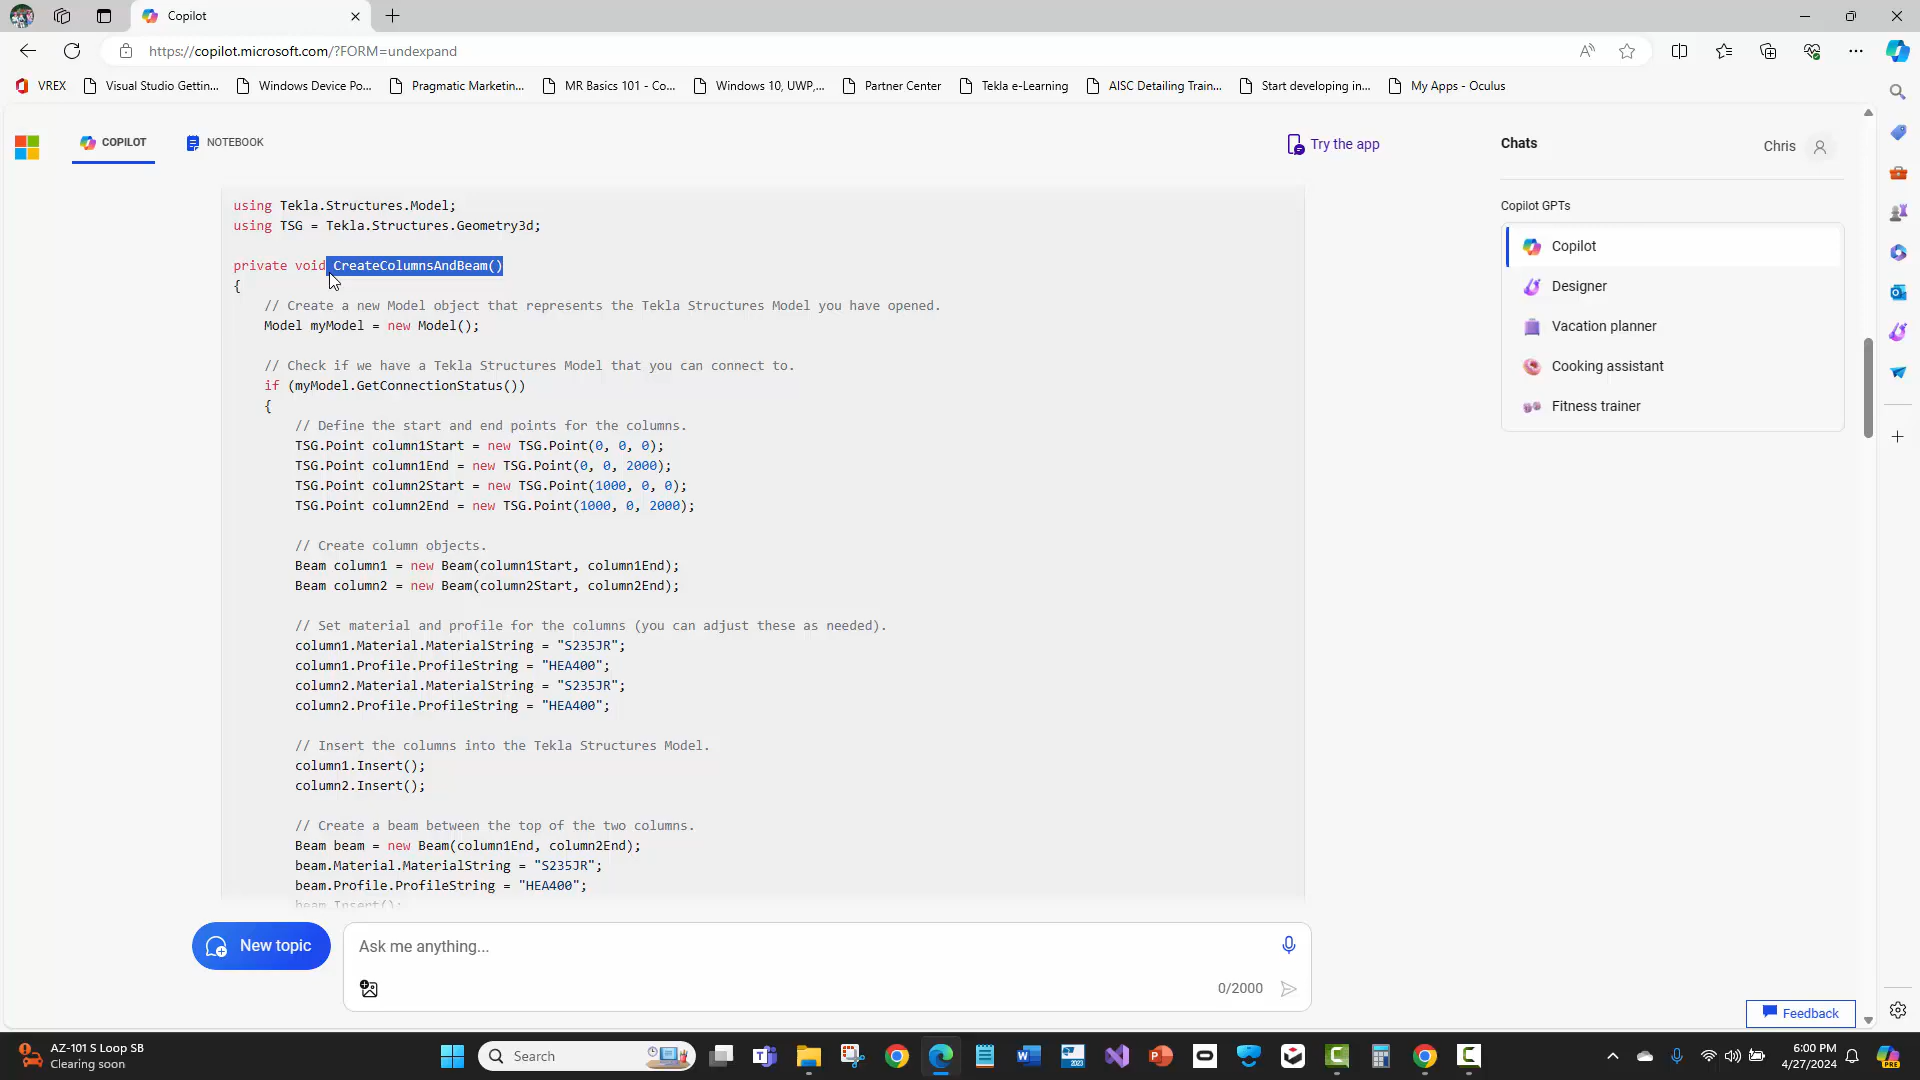 Copilot
https://copilot.microsoft.com/?FORM=undexpand
VREX
Visual Studio Getting...
Windows Device Po...
Pragmatic Marketin...
MR Basics 101 - Co...
Windows 10, UWP,...
Partner Center
Tekla e-Learning
AISC Detailing Train...
Start developing in...
My Apps - Oculus
COPILOT
NOTEBOOK
Try the app
Chats
Chris
using Tekla.Structures.Model;
using TSG = Tekla.Structures.Geometry3d;
private void CreateColumnsAndBeam()
{
// Create a new Model object that represents the Tekla Structures Model you have opened.
Model myModel = new Model();
// Check if we have a Tekla Structures Model that you can connect to.
if (myModel.GetConnectionStatus())
{
// Define the start and end points for the columns.
TSG.Point column1Start = new TSG.Point(0, 0, 0);
TSG.Point column1End = new TSG.Point(0, 0, 2000);
TSG.Point column2Start = new TSG.Point(1000, 0, 0);
TSG.Point column2End = new TSG.Point(1000, 0, 2000);
// Create column objects.
Beam column1 = new Beam(column1Start, column1End);
Beam column2 = new Beam(column2Start, column2End);
// Set material and profile for the columns (you can adjust these as needed).
column1.Material.MaterialString = "S235JR";
column1.Profile.ProfileString = "HEA400";
column2.Material.MaterialString = "S235JR";
column2.Profile.ProfileString = "HEA400";
// Insert the columns into the Tekla Structures Model.
column1.Insert();
column2.Insert();
// Create a beam between the top of the two columns.
Beam beam = new Beam(column1End, column2End);
beam.Material.MaterialString = "S235JR";
beam.Profile.ProfileString = "HEA400";
beam.Insert();
Copilot GPTs
Copilot
Designer
Vacation planner
Cooking assistant
Fitness trainer
New topic
Ask me anything...
0/2000
Feedback
AZ-101 S Loop SB
Clearing soon
Search
6:00 PM
4/27/2024